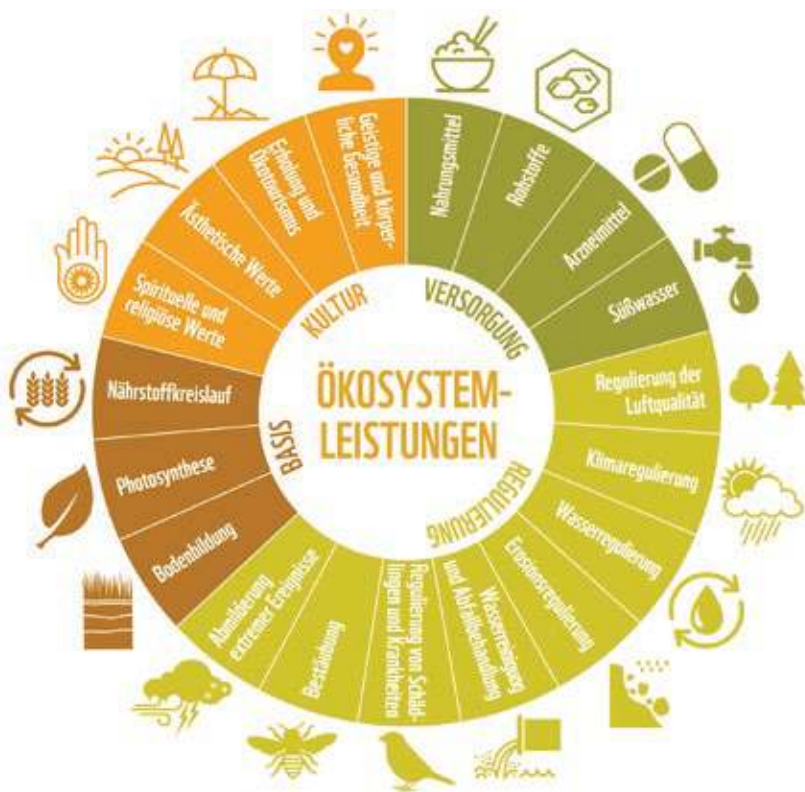 ÖKOSYSTEM-
LEISTUNGEN
VERSORGUNG
Nahrungsmittel
Rohstoffe
Arzneimittel
Süßwasser
REGULIERUNG
Regulierung der
Luftqualität
Klimaregulierung
Wasserregulierung
Erosionsregulierung
Wasserreinigung
und Abfallbehandlung
Regulierung von Schäd-
lingen und Krankheiten
Bestäubung
Abmilderung
extremer Ereignisse
BASIS
Bodenbildung
Photosynthese
Nährstoffkreislauf
KULTUR
Spirituelle und
religiöse Werte
Ästhetische Werte
Erholung und
Ökotourismus
Geistige und körper-
liche Gesundheit